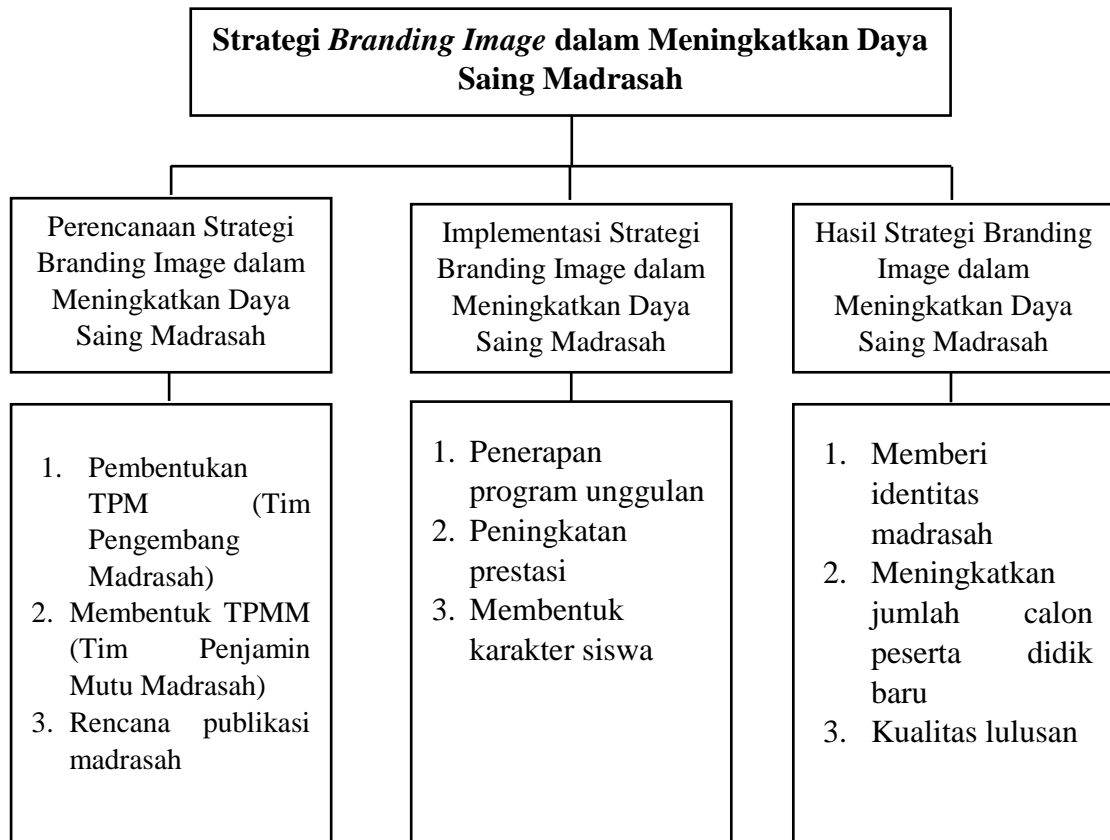 Strategi Branding Image dalam Meningkatkan Daya
Saing Madrasah
Perencanaan Strategi
Branding Image dalam
Meningkatkan Daya
Saing Madrasah
Implementasi Strategi
Branding Image dalam
Meningkatkan Daya
Saing Madrasah
Hasil Strategi Branding
Image dalam
Meningkatkan Daya
Saing Madrasah
1. Pembentukan
TPM (Tim
Pengembang
Madrasah)
2. Membentuk TPMM
(Tim Penjamin
Mutu Madrasah)
3. Rencana publikasi
madrasah
1. Penerapan
program unggulan
2. Peningkatan
prestasi
3. Membentuk
karakter siswa
1. Memberi
identitas
madrasah
2. Meningkatkan
jumlah calon
peserta didik
baru
3. Kualitas lulusan